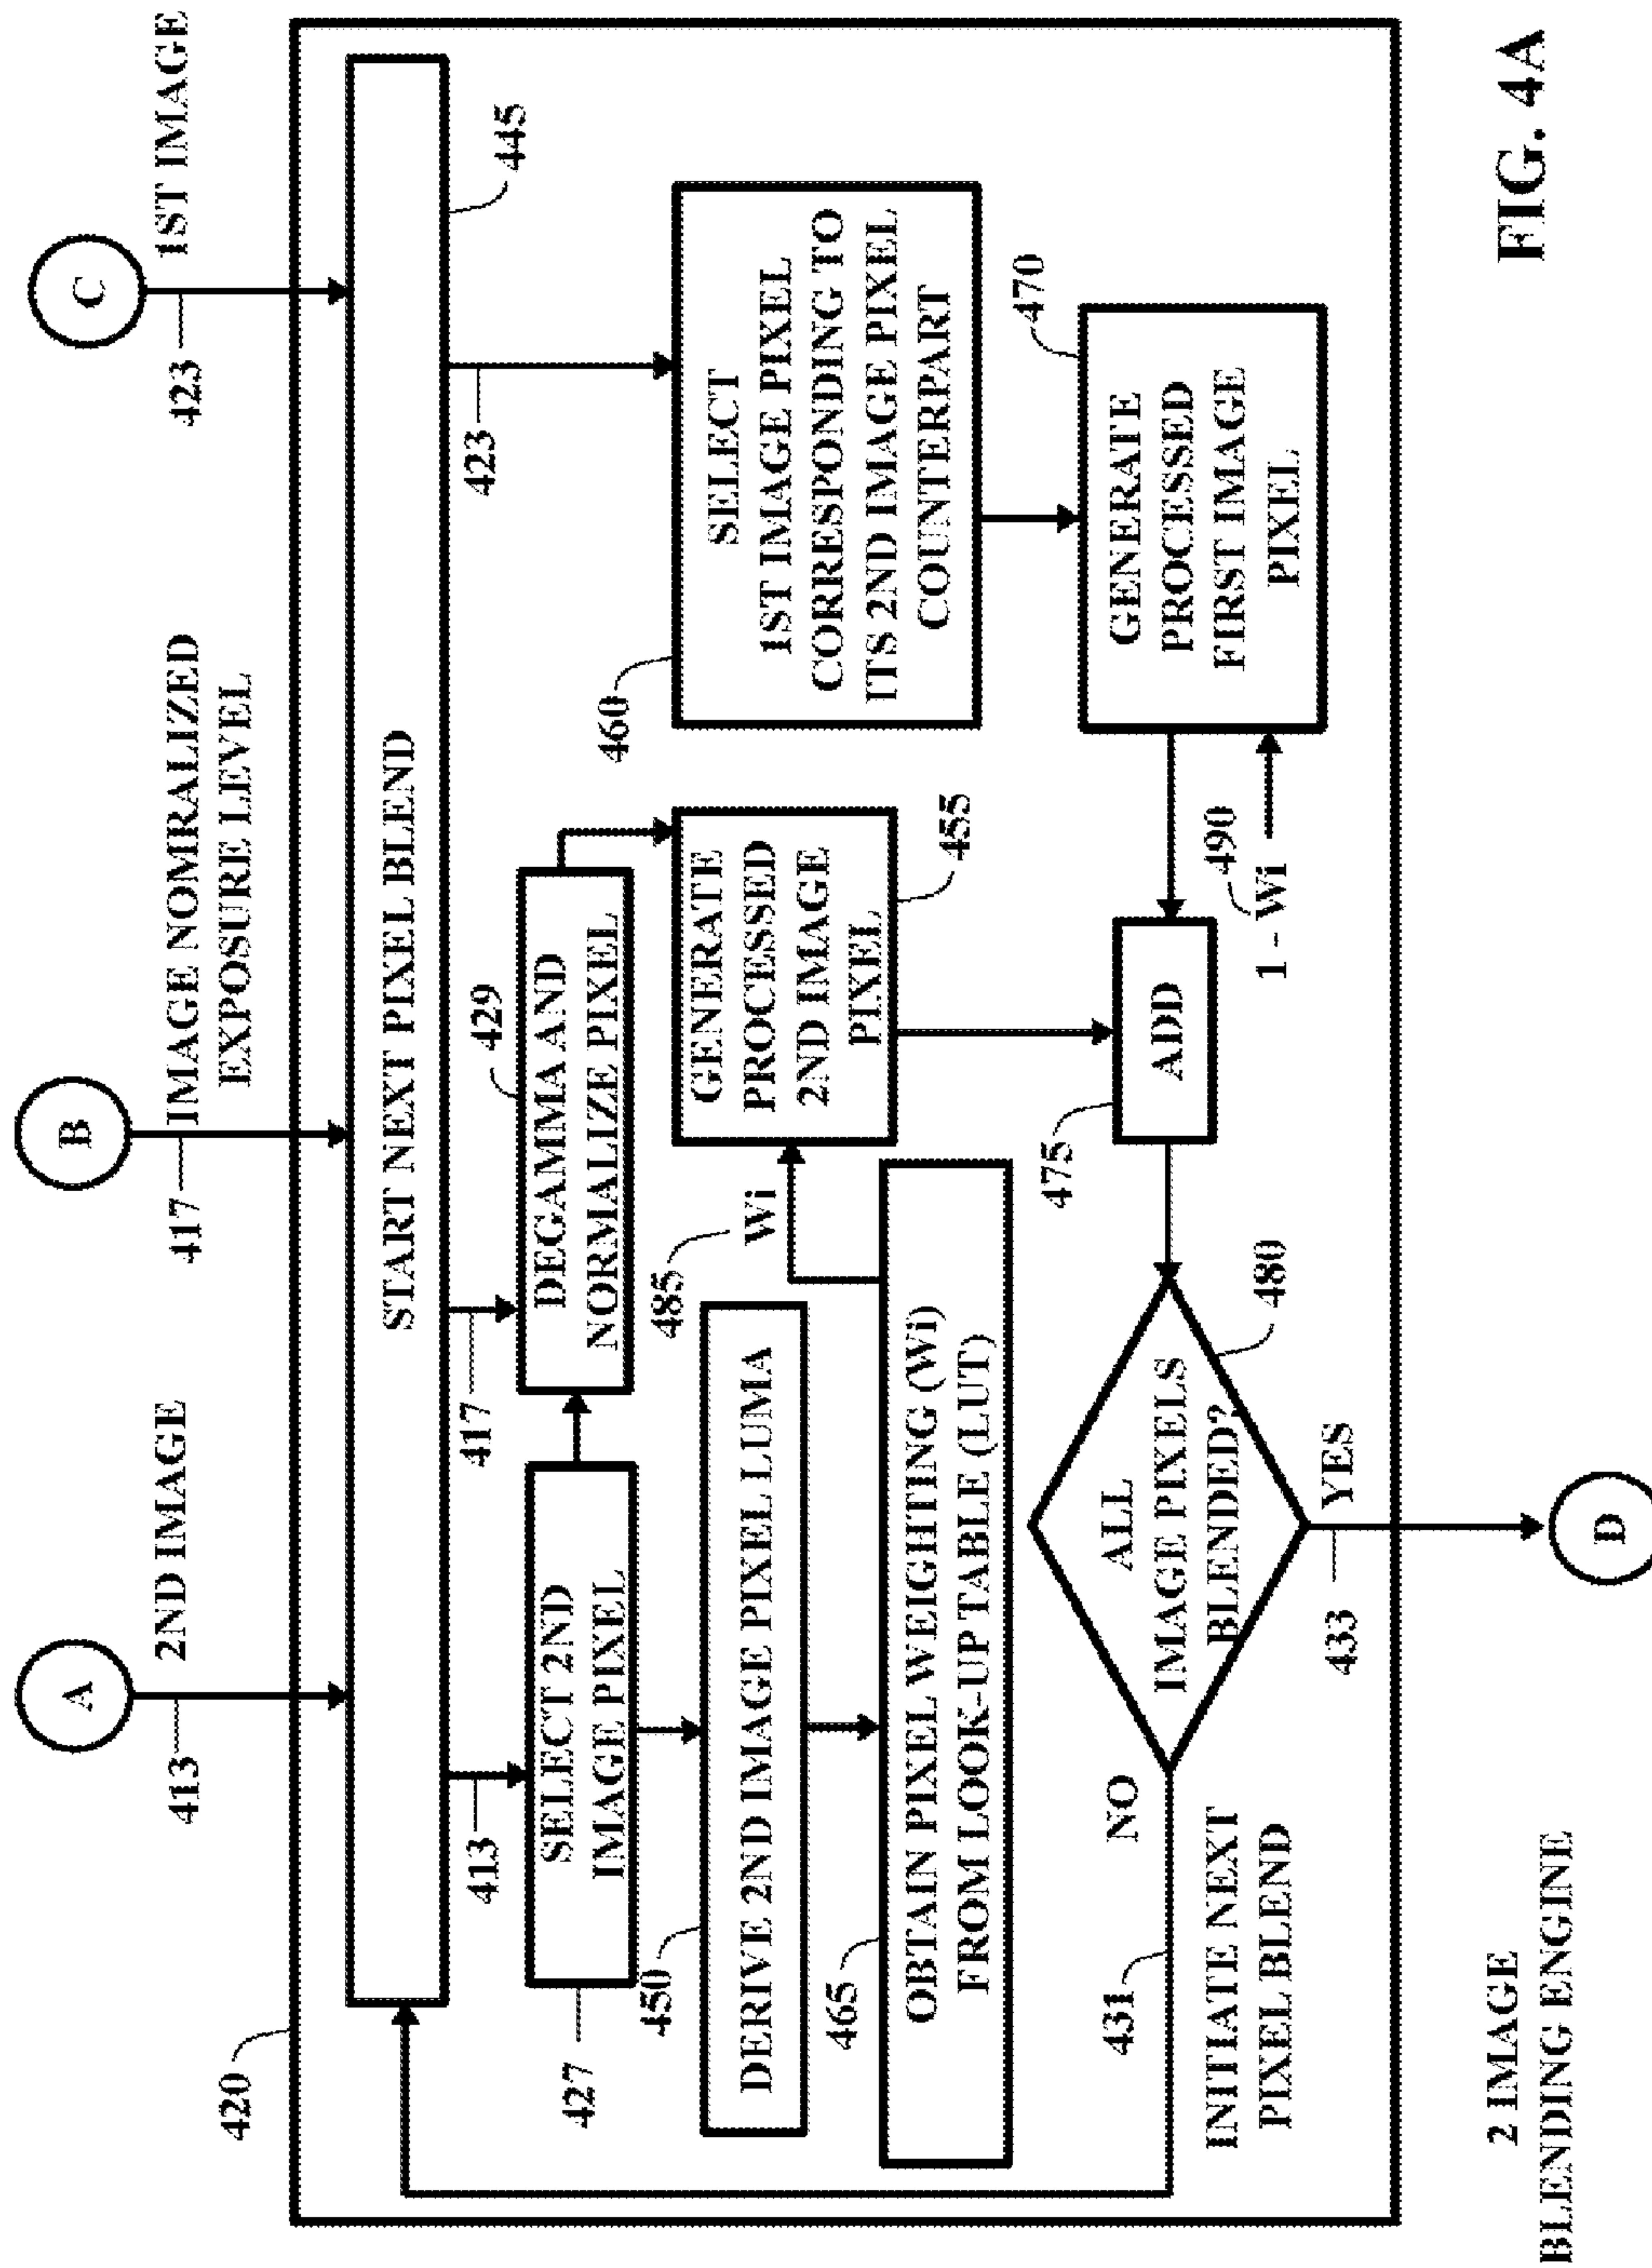 A
B
C
413
2ND IMAGE
417
IMAGE NOMRALIZED
EXPOSURE LEVEL
423
1ST IMAGE
420
START NEXT PIXEL BLEND
445
413
417
423
SELECT 2ND
IMAGE PIXEL
427
DEGAMMA AND
NORMALIZE PIXEL
429
450
DERIVE 2ND IMAGE PIXEL LUMA
485
Wi
GENERATE
PROCESSED
2ND IMAGE
PIXEL
455
460
SELECT
1ST IMAGE PIXEL
CORRESPONDING TO
ITS 2ND IMAGE PIXEL
COUNTERPART
465
OBTAIN PIXEL WEIGHTING (Wi)
FROM LOOK-UP TABLE (LUT)
470
GENERATE
PROCESSED
FIRST IMAGE
PIXEL
475
ADD
490
1 - Wi
431
NO
INITIATE NEXT
PIXEL BLEND
ALL
IMAGE PIXELS
BLENDED?
480
433
YES
D
2 IMAGE
BLENDING ENGINE
FIG. 4A